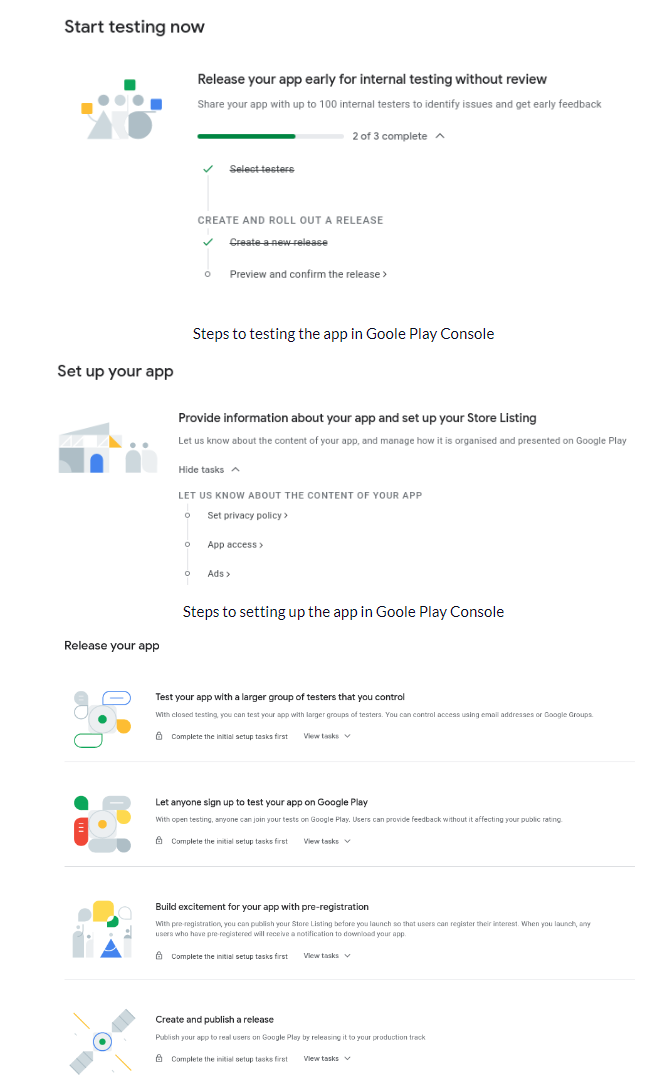 Start testing now
Release your app early for internal testing without review
Share your app with up to 100 internal testers to identify issues and get early feedback
2 of 3 complete
Select testers
CREATE AND ROLL OUT A RELEASE
Create a new release
Preview and confirm the release ›
Steps to testing the app in Goole Play Console
Set up your app
Provide information about your app and set up your Store Listing
Let us know about the content of your app, and manage how it is organised and presented on Google Play
Hide tasks
LET US KNOW ABOUT THE CONTENT OF YOUR APP
Set privacy policy ›
App access ›
Ads ›
Steps to setting up the app in Goole Play Console
Release your app
Test your app with a larger group of testers that you control
With closed testing, you can test your app with larger groups of testers. You can control access using email addresses or Google Groups.
Complete the initial setup tasks first View tasks
Let anyone sign up to test your app on Google Play
With open testing, anyone can join your tests on Google Play. Users can provide feedback without it affecting your public rating.
Complete the initial setup tasks first View tasks
Build excitement for your app with pre-registration
With pre-registration, you can publish your Store Listing before you launch so that users can register their interest. When you launch, any
users who have pre-registered will receive a notification to download your app.
Complete the initial setup tasks first View tasks
Create and publish a release
Publish your app to real users on Google Play by releasing it to your production track
Complete the initial setup tasks first View tasks